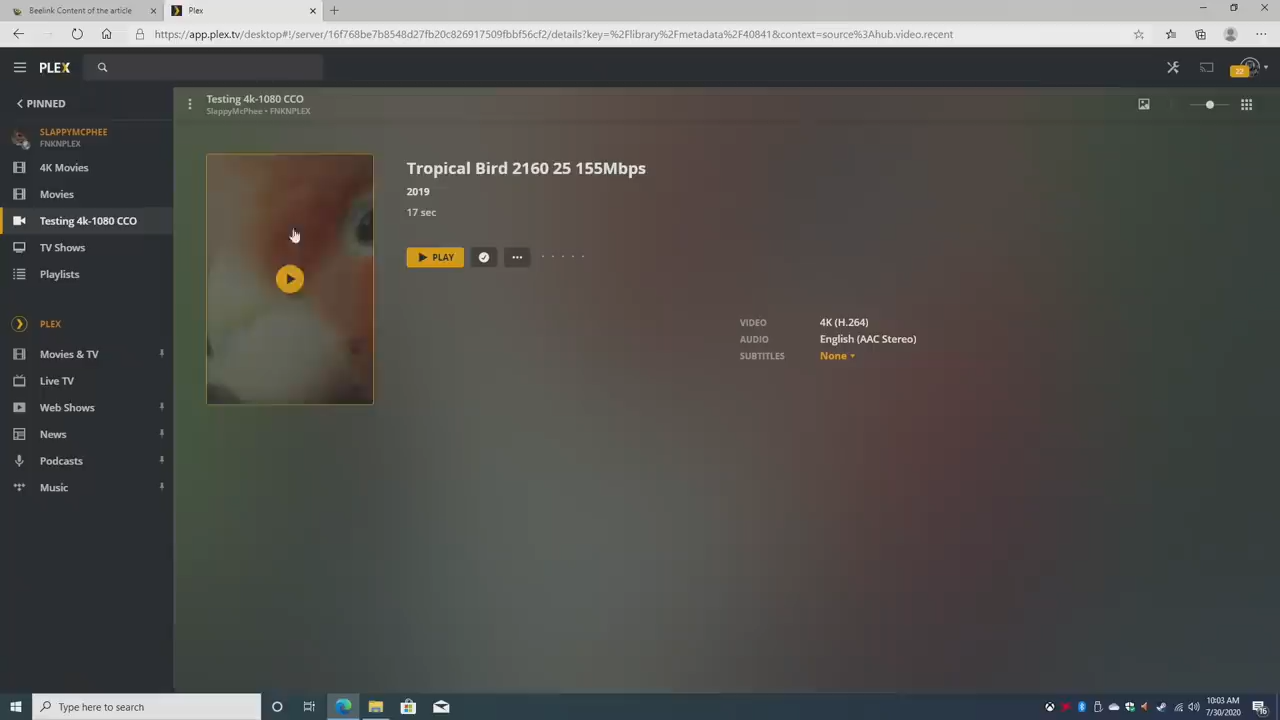 Beelink Content of the article
Plex
https://app.plex.tv/desktop#!/server/16f768be7b8548d27fb20c826917509fbbf56cf2/details?key=%2Flibrary%2Fmetadata%2F40841&context=source%3Ahub.video.recent
PLEX
22
PINNED
SLAPPYMCPHEE
FNKNPLEX
4K Movies
Movies
Testing 4k-1080 CCO
TV Shows
Playlists
PLEX
Movies & TV
Live TV
Web Shows
News
Podcasts
Music
Testing 4k-1080 CCO
SlappyMcPhee • FNKNPLEX
Tropical Bird 2160 25 155Mbps
2019
17 sec
PLAY
VIDEO 4K (H.264)
AUDIO English (AAC Stereo)
SUBTITLES None
Type here to search
10:03 AM
7/30/2020
16